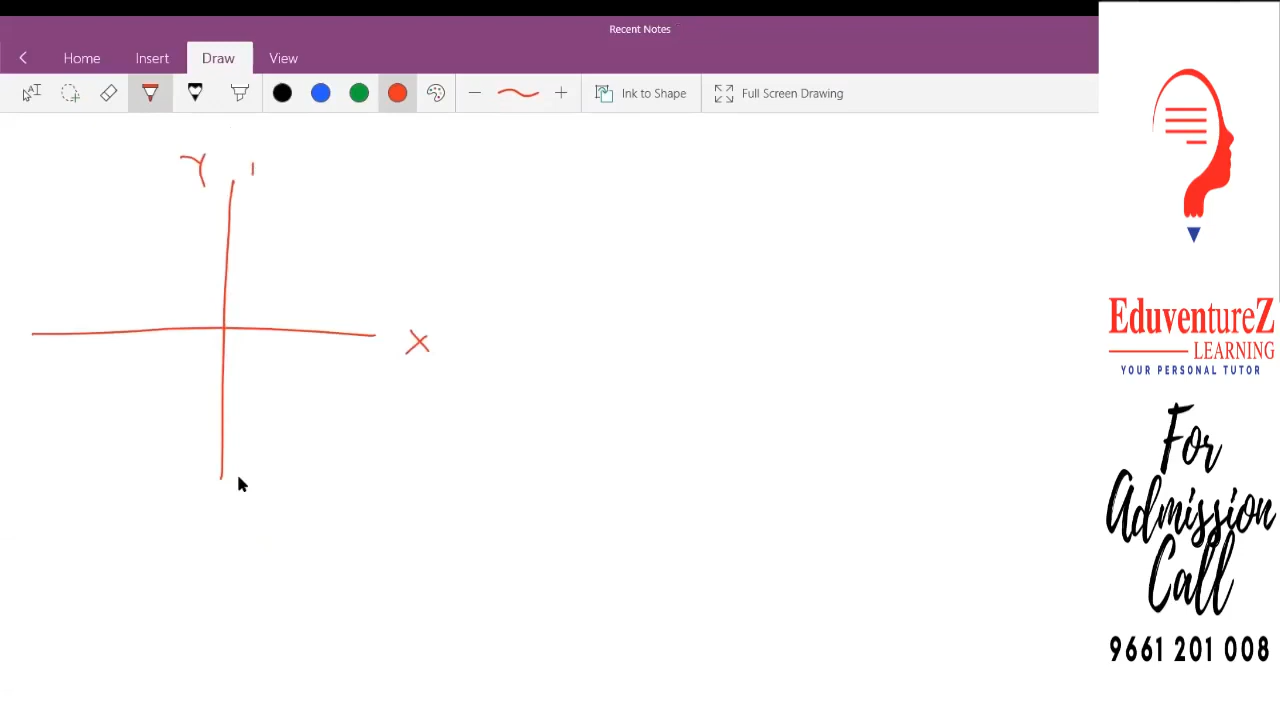 Recent Notes
Home Insert Draw View
Ink to Shape Full Screen Drawing
Y
X
EduventureZ
LEARNING
YOUR PERSONAL TUTOR
For
Admission
Call
9661 201 008